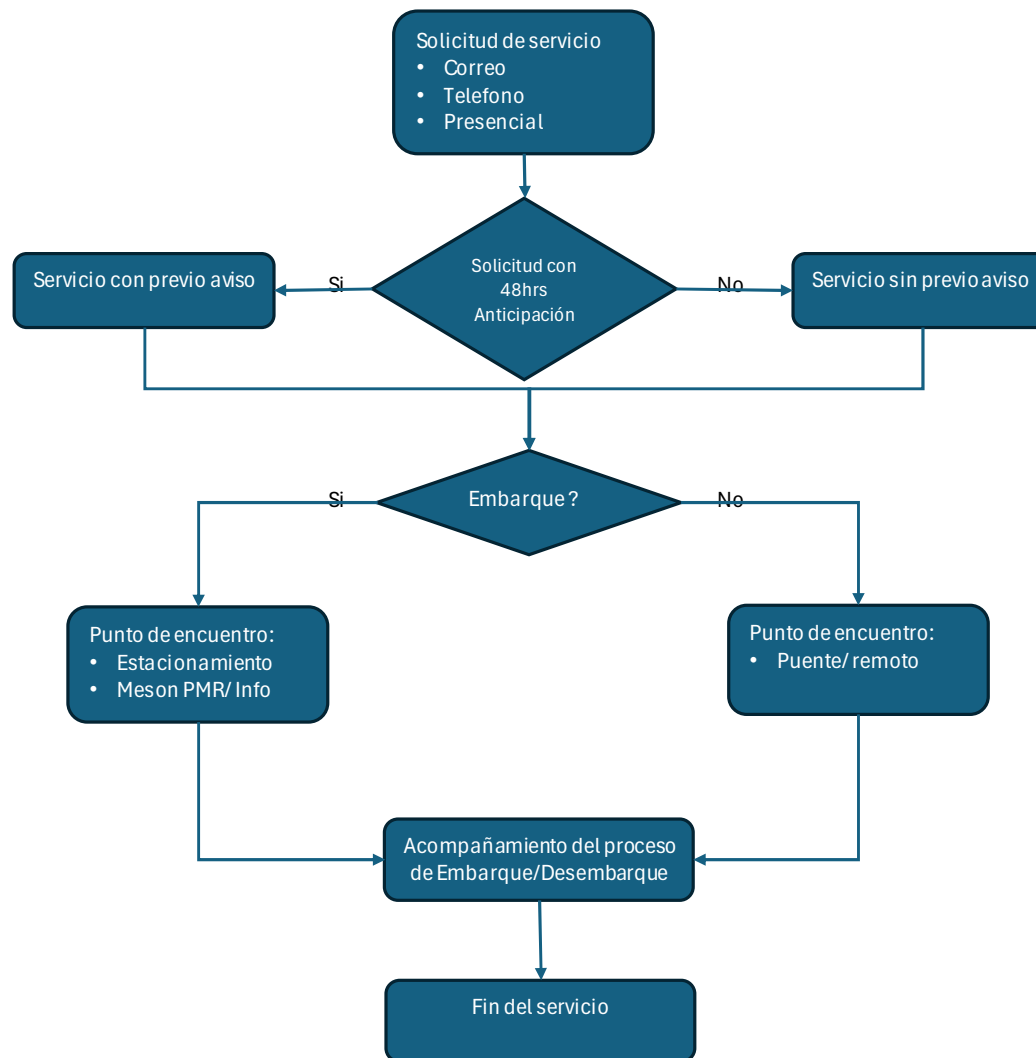 Solicitud de servicio
• Correo
• Telefono
• Presencial
Servicio con previo aviso
Si
Solicitud con
48hrs
Anticipación
No
Servicio sin previo aviso
Si
Embarque ?
No
Punto de encuentro:
• Estacionamiento
• Meson PMR/ Info
Punto de encuentro:
• Puente/ remoto
Acompañamiento del proceso
de Embarque/Desembarque
Fin del servicio